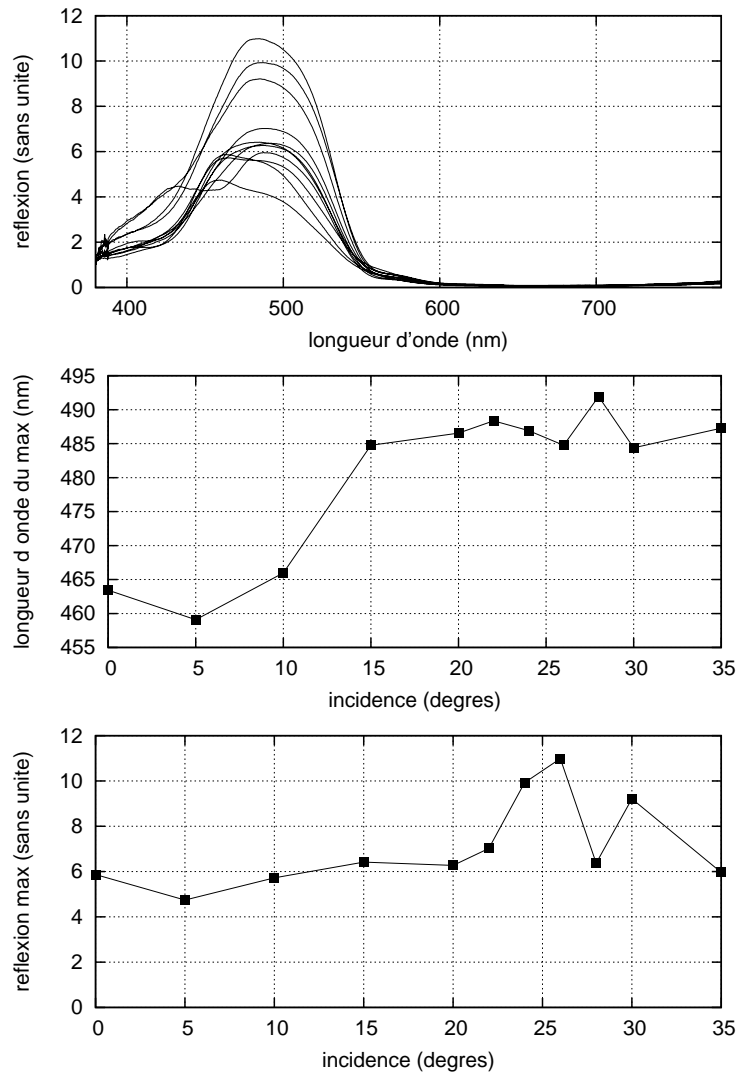 12
10
8
6
4
2
0
reflexion (sans unite)
400 500 600 700
longueur d'onde (nm)
495
490
485
480
475
470
465
460
455
longueur d onde du max (nm)
0 5 10 15 20 25 30 35
incidence (degres)
12
10
8
6
4
2
0
reflexion max (sans unite)
0 5 10 15 20 25 30 35
incidence (degres)